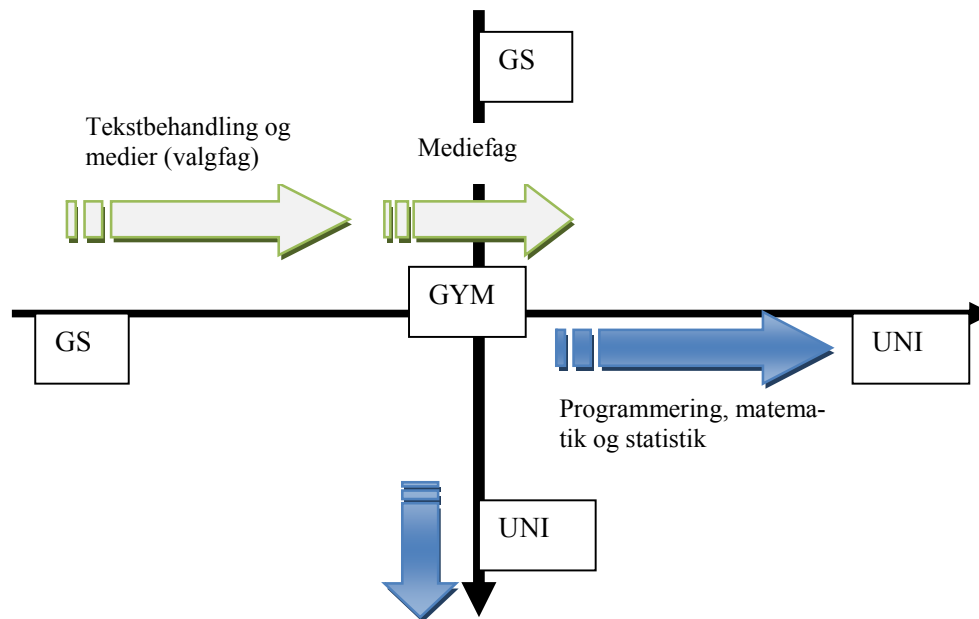 GS
Tekstbehandling og
medier (valgfag)
Mediefag
GYM
GS
UNI
Programmering, matema-
tik og statistik
UNI